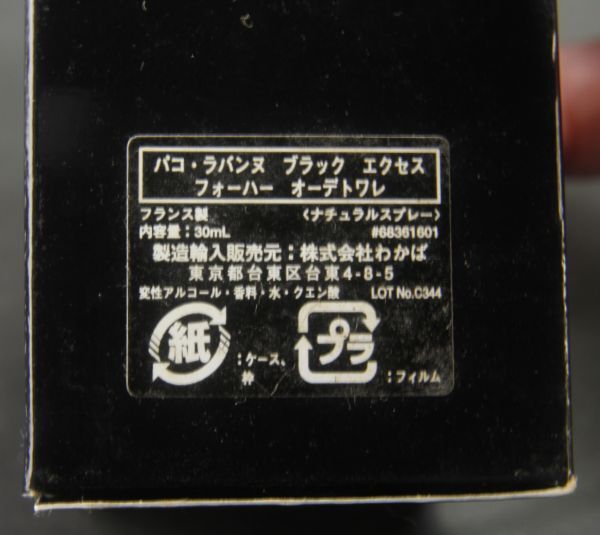 パコ・ラバンヌ ブラック エクセス
フォーハー オーデトワレ
フランス製 〈ナチュラルスプレー〉
内容量：30mL #68361601
製造輸入販売元：株式会社わかば
東京都台東区台東4-8-5
変性アルコール・香料・水・クエン酸 LOT No.C344
紙 ：ケース、枠
プラ ：フィルム